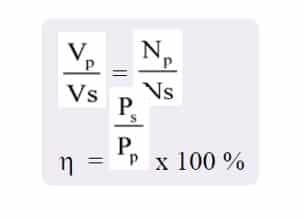 Vp/Vs = Np/Ns
η = Ps/Pp x 100 %